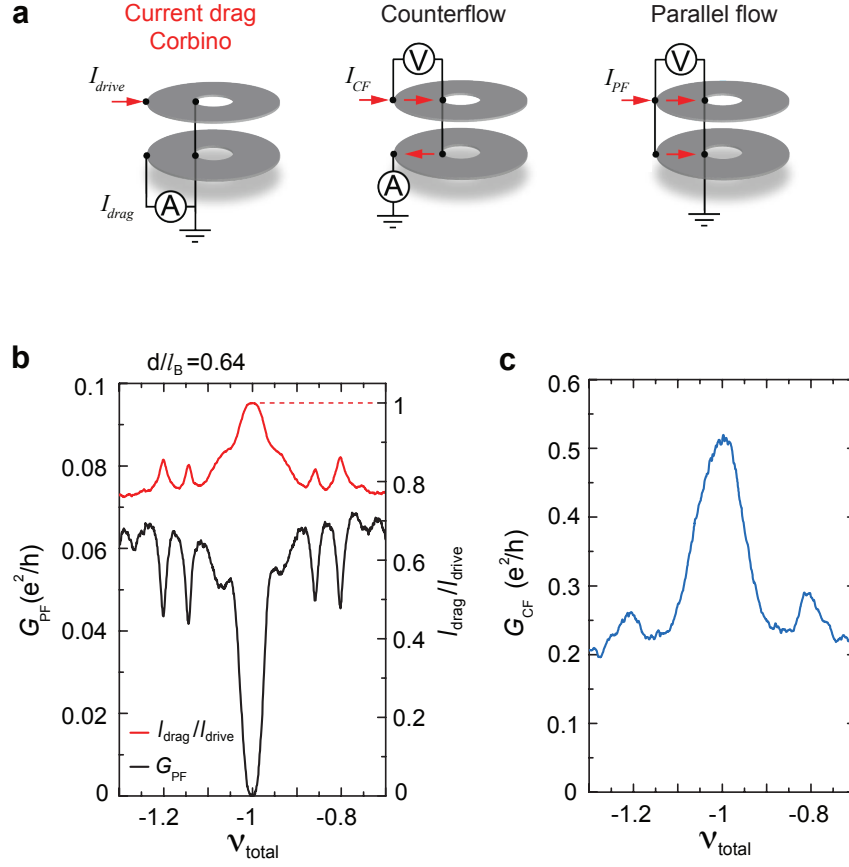 a
Current drag
Corbino
Counterflow
Parallel flow
I_drive
I_drag
A
I_CF
V
A
I_PF
V
b
d/l_B =0.64
G_PF (e²/h)
0.1
0.08
0.06
0.04
0.02
0
1
0.8
0.6
0.4
0.2
0
I_drag /I_drive
I_drag /I_drive
G_PF
-1.2
-1
-0.8
ν_total
c
G_CF (e²/h)
0.6
0.5
0.4
0.3
0.2
0.1
0
-1.2
-1
-0.8
ν_total